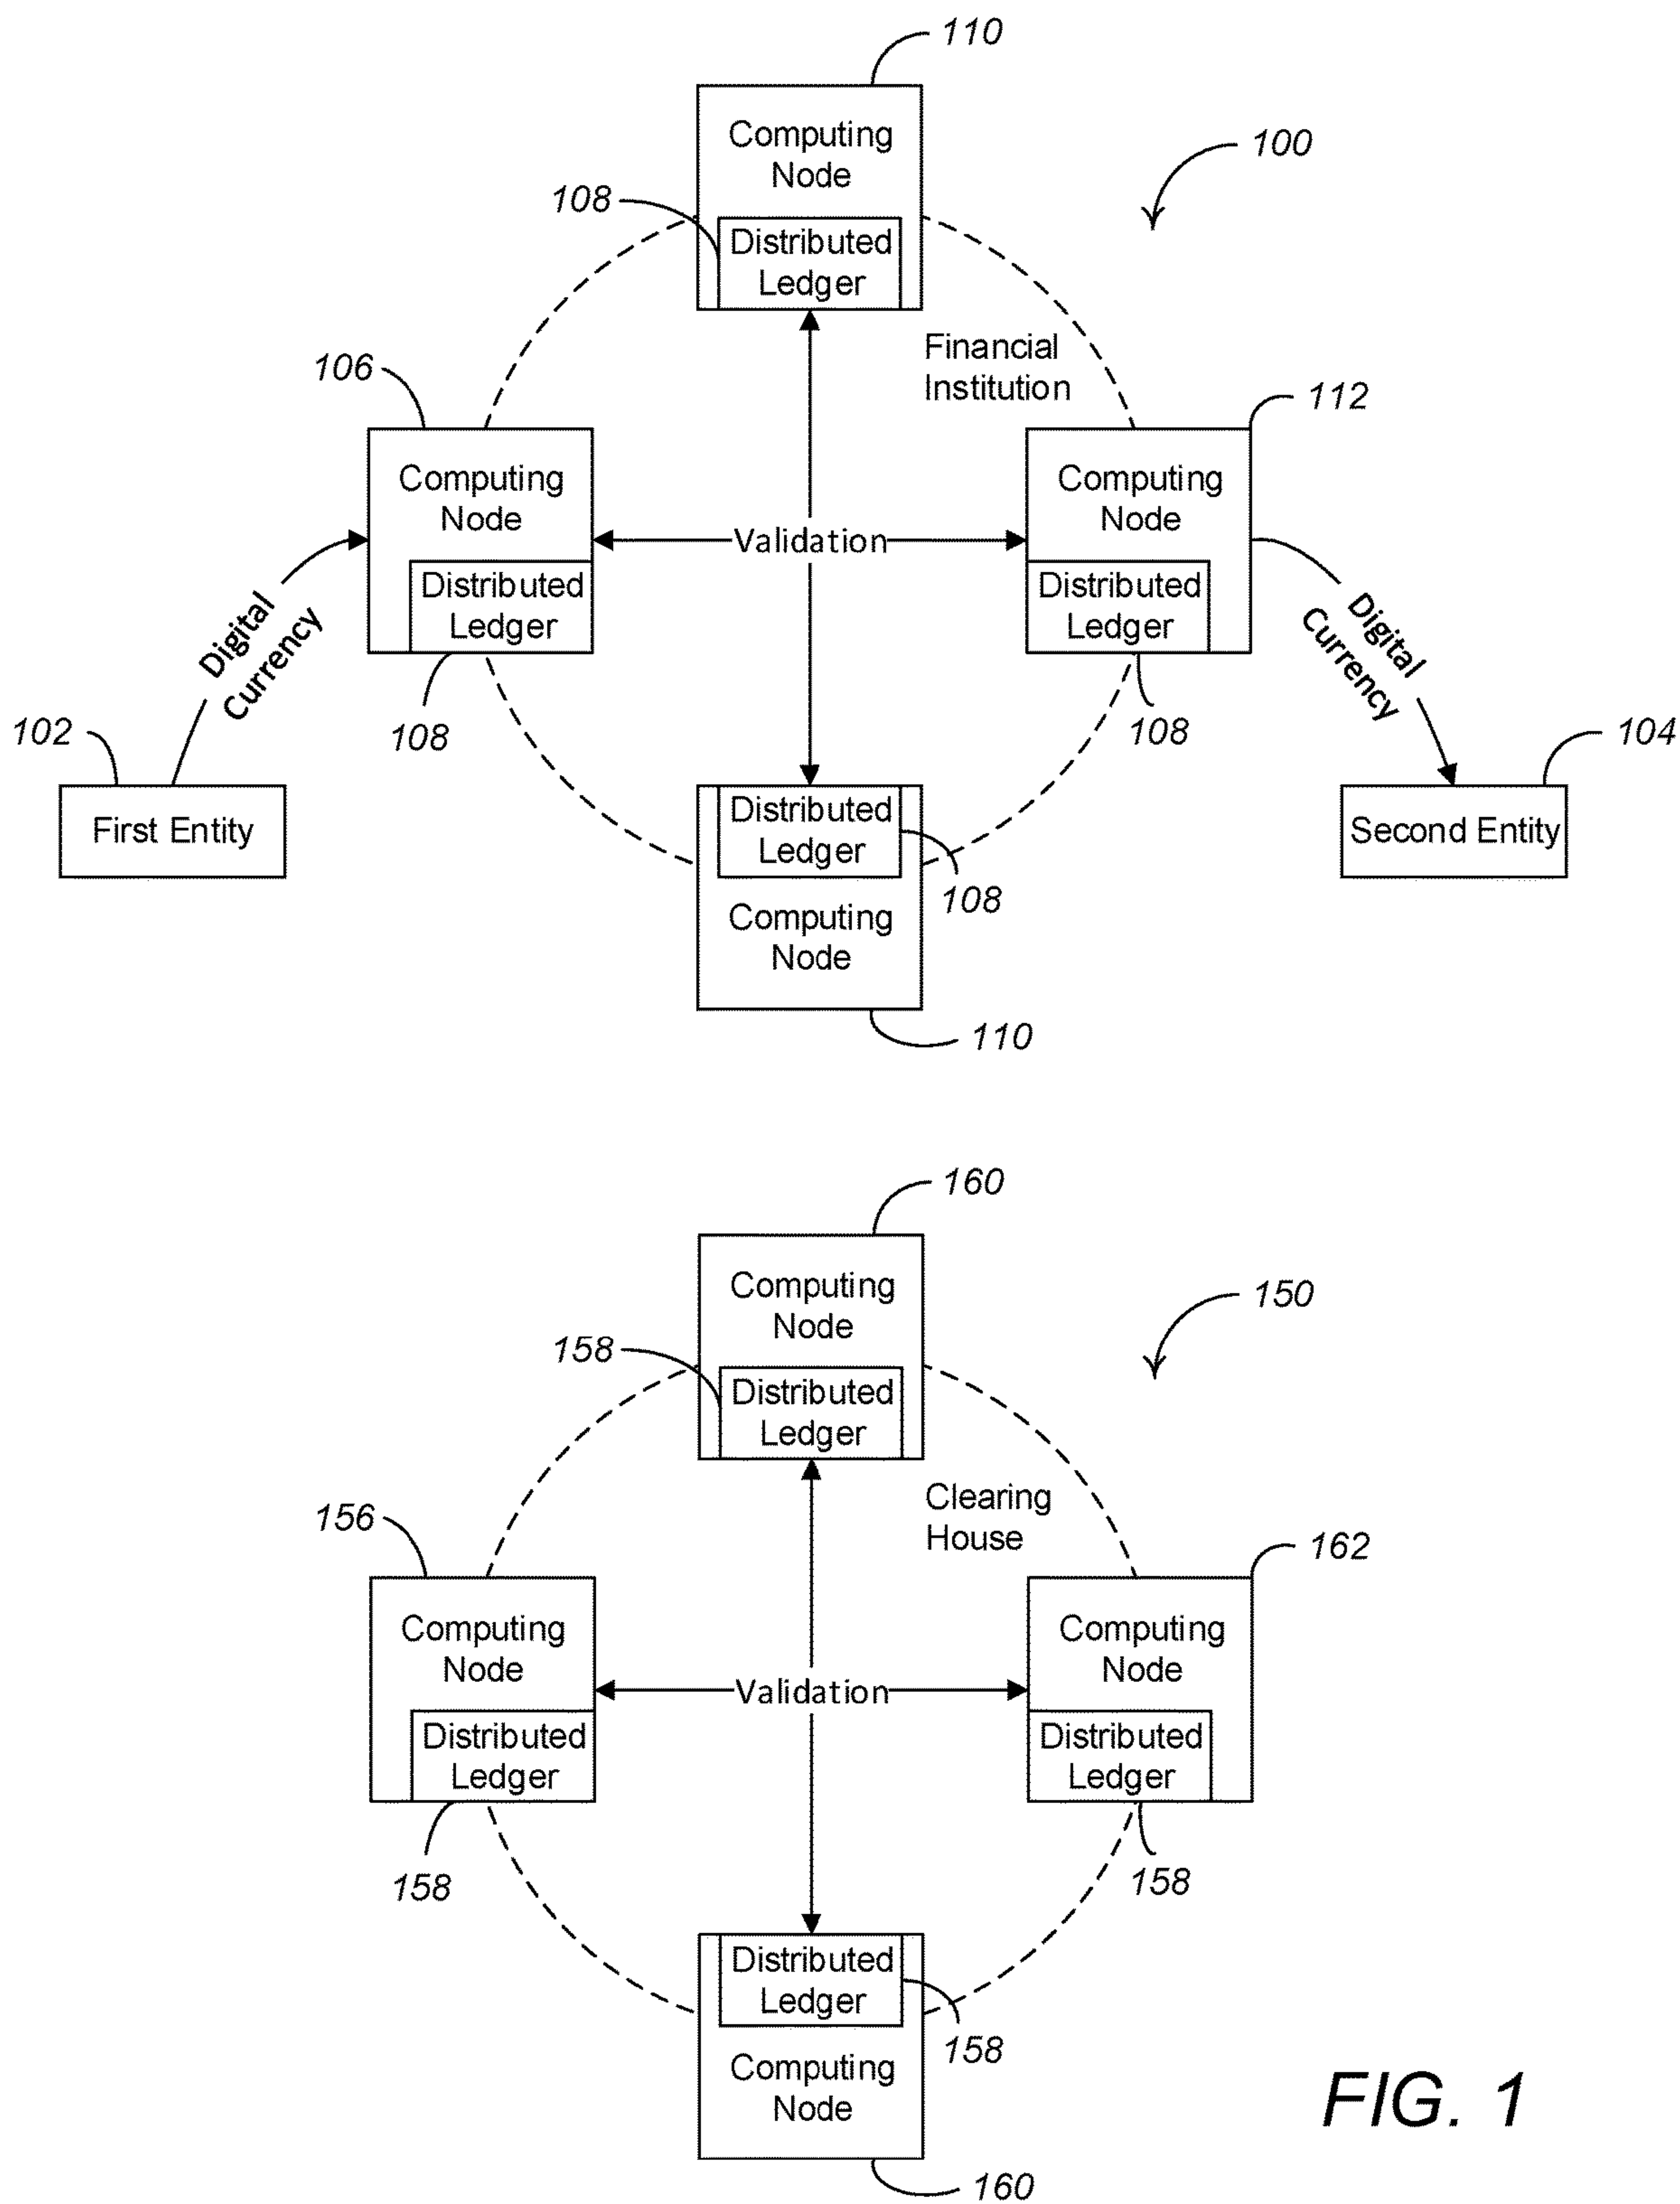 110
Computing
Node
100
108
Distributed
Ledger
Financial
Institution
106
112
Computing
Node
Computing
Node
Validation
Distributed
Ledger
Distributed
Ledger
Digital
Currency
Digital
Currency
102
108
108
104
First Entity
Distributed
Ledger
Second Entity
108
Computing
Node
110
160
Computing
Node
150
158
Distributed
Ledger
Clearing
House
156
162
Computing
Node
Computing
Node
Validation
Distributed
Ledger
Distributed
Ledger
158
158
Distributed
Ledger
158
Computing
Node
160
FIG. 1